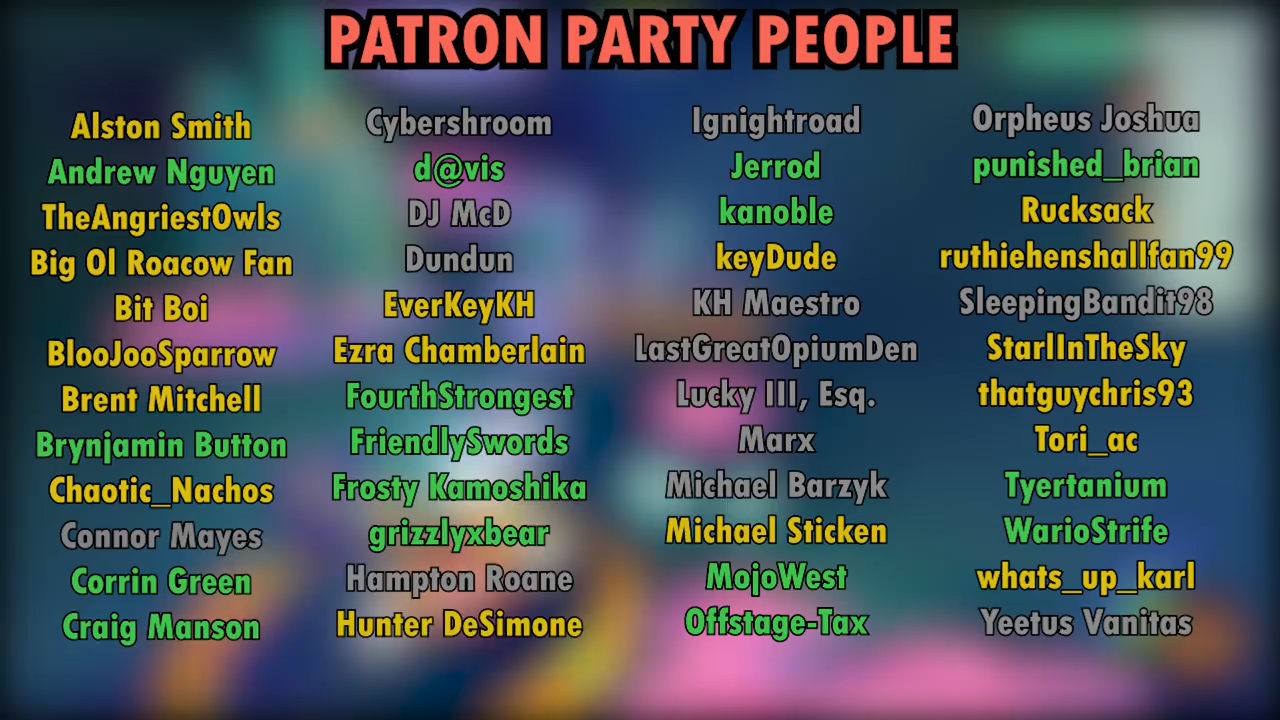 PATRON PARTY PEOPLE
Alston Smith
Andrew Nguyen
TheAngriestOwls
Big Ol Roacow Fan
Bit Boi
BlooJooSparrow
Brent Mitchell
Brynjamin Button
Chaotic_Nachos
Connor Mayes
Corrin Green
Craig Manson
Cybershroom
d@vis
DJ McD
Dundun
EverKeyKH
Ezra Chamberlain
FourthStrongest
FriendlySwords
Frosty Kamoshika
grizzlyxbear
Hampton Roane
Hunter DeSimone
Ignightroad
Jerrod
kanoble
keyDude
KH Maestro
LastGreatOpiumDen
Lucky III, Esq.
Marx
Michael Barzyk
Michael Sticken
MojoWest
Offstage-Tax
Orpheus Joshua
punished_brian
Rucksack
ruthiehenshallfan99
SleepingBandit98
StarlInTheSky
thatguychris93
Tori_ac
Tyertanium
WarioStrife
whats_up_karl
Yeetus Vanitas